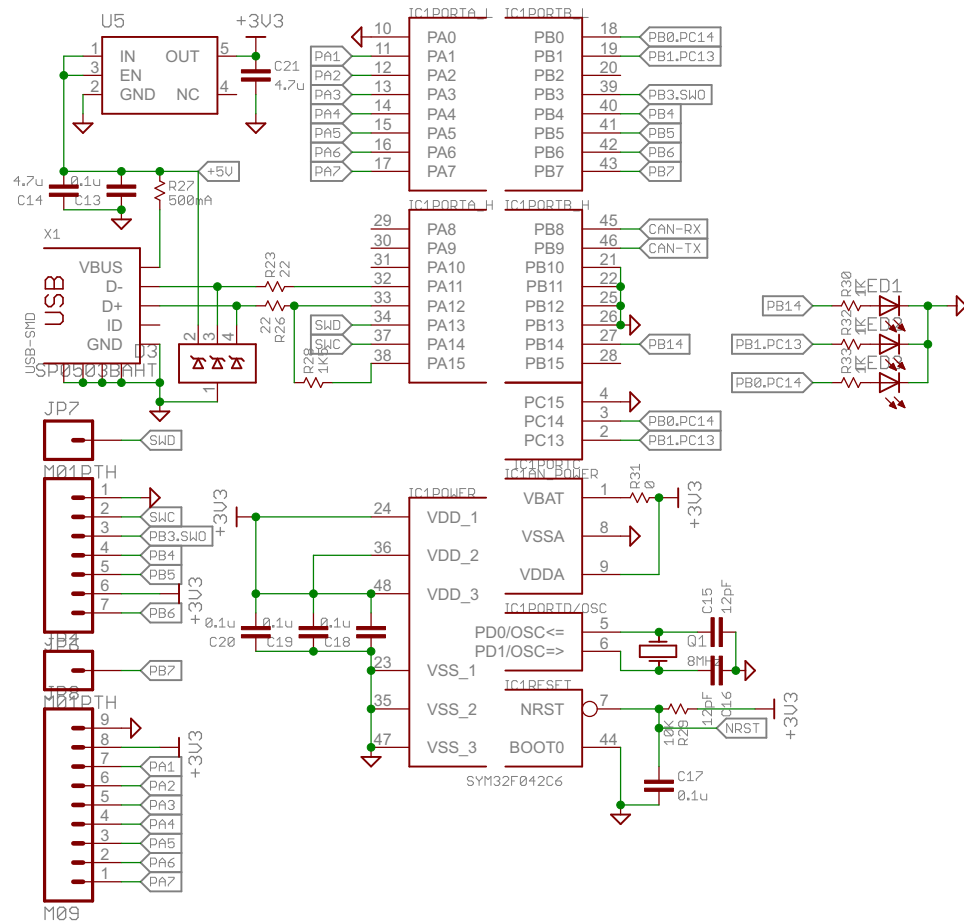 U5
+3V3
1 IN OUT 5
3 EN
2 GND NC 4
C21
4.7u
4.7u
C14
0.1u
C13
R27
500mA
+5V
X1
USB
USB-SMD
VBUS
D-
D+
ID
GND
R23
22
22
R26
R28
D3
SP0503BAHT
2 3 4
1
IC1PORTA_L
10 PA0
PA1 11 PA1
PA2 12 PA2
PA3 13 PA3
PA4 14 PA4
PA5 15 PA5
PA6 16 PA6
PA7 17 PA7
IC1PORTB_L
PB0 18 PB0.PC14
PB1 19 PB1.PC13
PB2 20
PB3 39 PB3.SWO
PB4 40 PB4
PB5 41 PB5
PB6 42 PB6
PB7 43 PB7
IC1PORTA_H
29 PA8
30 PA9
31 PA10
32 PA11
33 PA12
SWD 34 PA13
SWC 37 PA14
38 PA15
IC1PORTB_H
PB8 45 CAN-RX
PB9 46 CAN-TX
PB10 21
PB11 22
PB12 25
PB13 26
PB14 27 PB14
PB15 28
PC15 4
PC14 3 PB0.PC14
PC13 2 PB1.PC13
IC1PORTC
PB14 R30 1K LED1
PB1.PC13 R32 1K LED2
PB0.PC14 R33 1K LED3
JP7
SWD
M01PTH
1
2 SWC
3 PB3.SWO
4 PB4
5 PB5
6 +3V3
7 PB6
JP4
JP6
PB7
JP8
M01PTH
9
8 +3V3
7 PA1
6 PA2
5 PA3
4 PA4
3 PA5
2 PA6
1 PA7
M09
IC1POWER
+3V3
24 VDD_1
36 VDD_2
48 VDD_3
0.1u
C20
0.1u
C19
0.1u
C18
23 VSS_1
35 VSS_2
47 VSS_3
IC1AN_POWER
VBAT 1 R31 0 +3V3
VSSA 8
VDDA 9
IC1PORTD/OSC
PD0/OSC<= 5
PD1/OSC=> 6
C15
12pF
Q1
8MHz
12pF
C16
IC1RESET
NRST 7
10K
R29
+3V3
NRST
BOOT0 44
C17
0.1u
SYM32F042C6